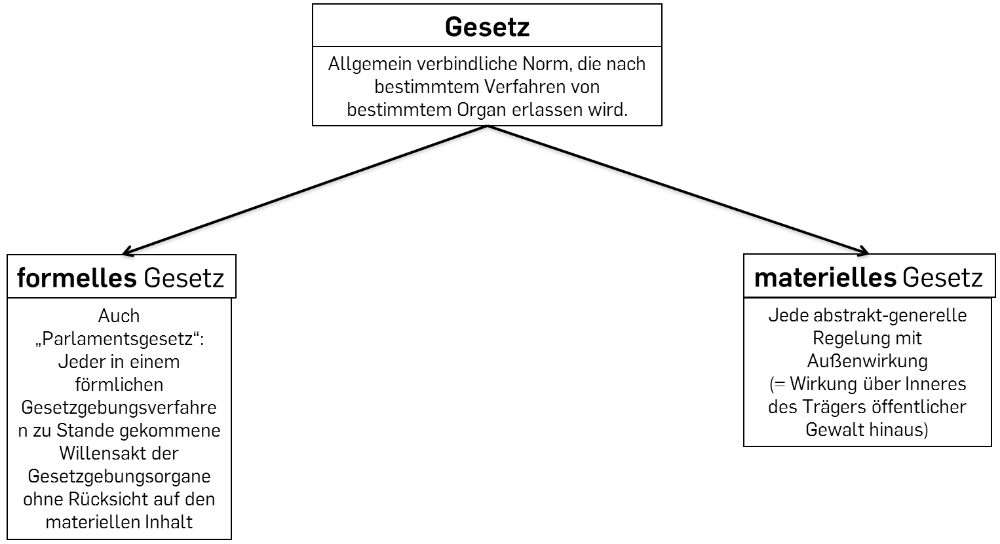 Gesetz
Allgemein verbindliche Norm, die nach
bestimmtem Verfahren von
bestimmtem Organ erlassen wird.
formelles Gesetz
Auch
„Parlamentsgesetz“:
Jeder in einem
förmlichen
Gesetzgebungsverfahre
n zu Stande gekommene
Willensakt der
Gesetzgebungsorgane
ohne Rücksicht auf den
materiellen Inhalt
materielles Gesetz
Jede abstrakt-generelle
Regelung mit
Außenwirkung
(= Wirkung über Inneres
des Trägers öffentlicher
Gewalt hinaus)